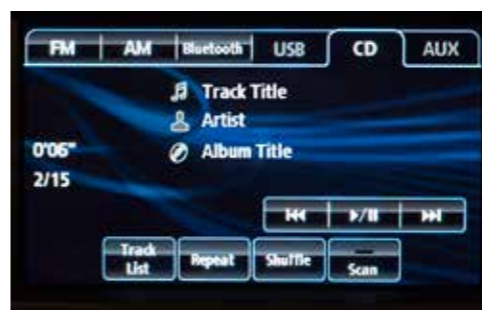 FM AM Bluetooth USB CD AUX
Track Title
Artist
0'06" Album Title
2/15
Track List Repeat Shuffle Scan